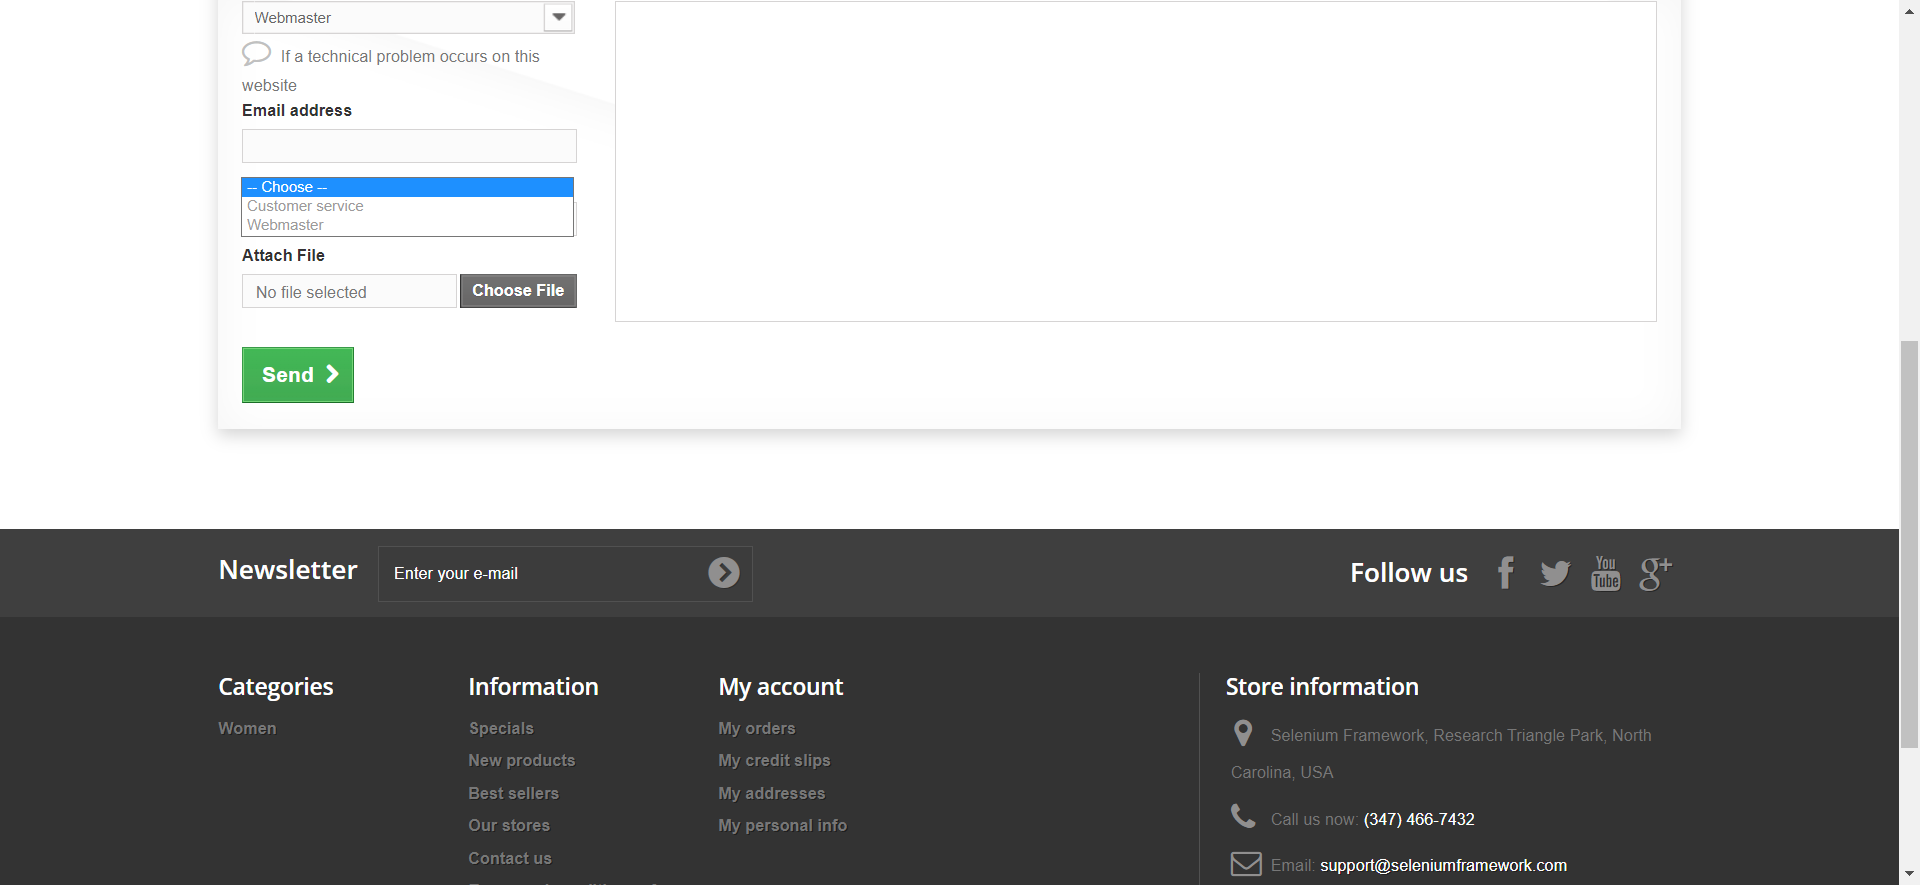 Webmaster
If a technical problem occurs on this
website
Email address
-- Choose --
Customer service
Webmaster
Attach File
No file selected
Choose File
Send
Newsletter
Enter your e-mail
Follow us
You
Tube
g+
Categories
Women
Information
Specials
New products
Best sellers
Our stores
Contact us
My account
My orders
My credit slips
My addresses
My personal info
Store information
Selenium Framework, Research Triangle Park, North
Carolina, USA
Call us now: (347) 466-7432
Email: support@seleniumframework.com